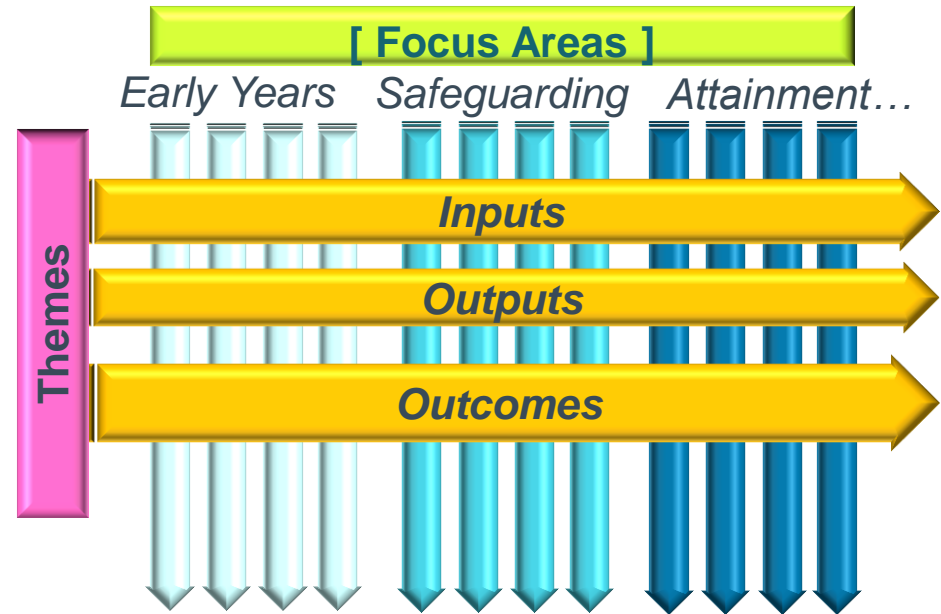 [ Focus Areas ]
Early Years Safeguarding Attainment…
Themes
Inputs
Outputs
Outcomes